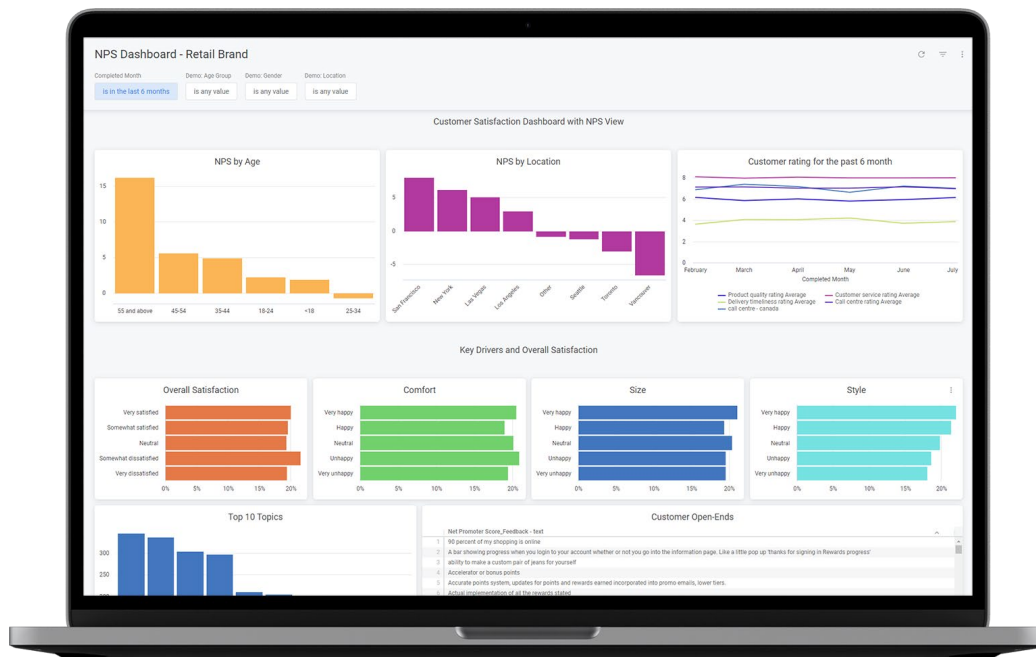 NPS Dashboard - Retail Brand
Completed Month
Demo: Age Group
Demo: Gender
Demo: Location
is in the last 6 months
is any value
is any value
is any value
Customer Satisfaction Dashboard with NPS View
NPS by Age
15
10
5
0
55 and above
45-54
35-44
18-24
<18
25-34
NPS by Location
5
0
-5
San Francisco
New York
Las Vegas
Los Angeles
Other
Seattle
Toronto
Vancouver
Customer rating for the past 6 month
8
6
4
2
0
February
March
April
May
June
July
Completed Month
Product quality rating Average
Customer service rating Average
Delivery timeliness rating Average
Call centre rating Average
call centre - canada
Key Drivers and Overall Satisfaction
Overall Satisfaction
Very satisfied
Somewhat satisfied
Neutral
Somewhat dissatisfied
Very dissatisfied
0% 5% 10% 15% 20%
Comfort
Very happy
Happy
Neutral
Unhappy
Very unhappy
0% 5% 10% 15% 20%
Size
Very happy
Happy
Neutral
Unhappy
Very unhappy
0% 5% 10% 15% 20%
Style
Very happy
Happy
Neutral
Unhappy
Very unhappy
0% 5% 10% 15% 20%
Top 10 Topics
300
250
Customer Open-Ends
Net Promoter Score_Feedback - text
1 90 percent of my shopping is online
2 A bar showing progress when you login to your account whether or not you go into the information page. Like a little pop up 'thanks for signing in Rewards progress'
3 ability to make a custom pair of jeans for yourself
4 Accelerator or bonus points
5 Accurate points system, updates for points and rewards earned incorporated into promo emails, lower tiers.
6 Actual implementation of all the rewards stated